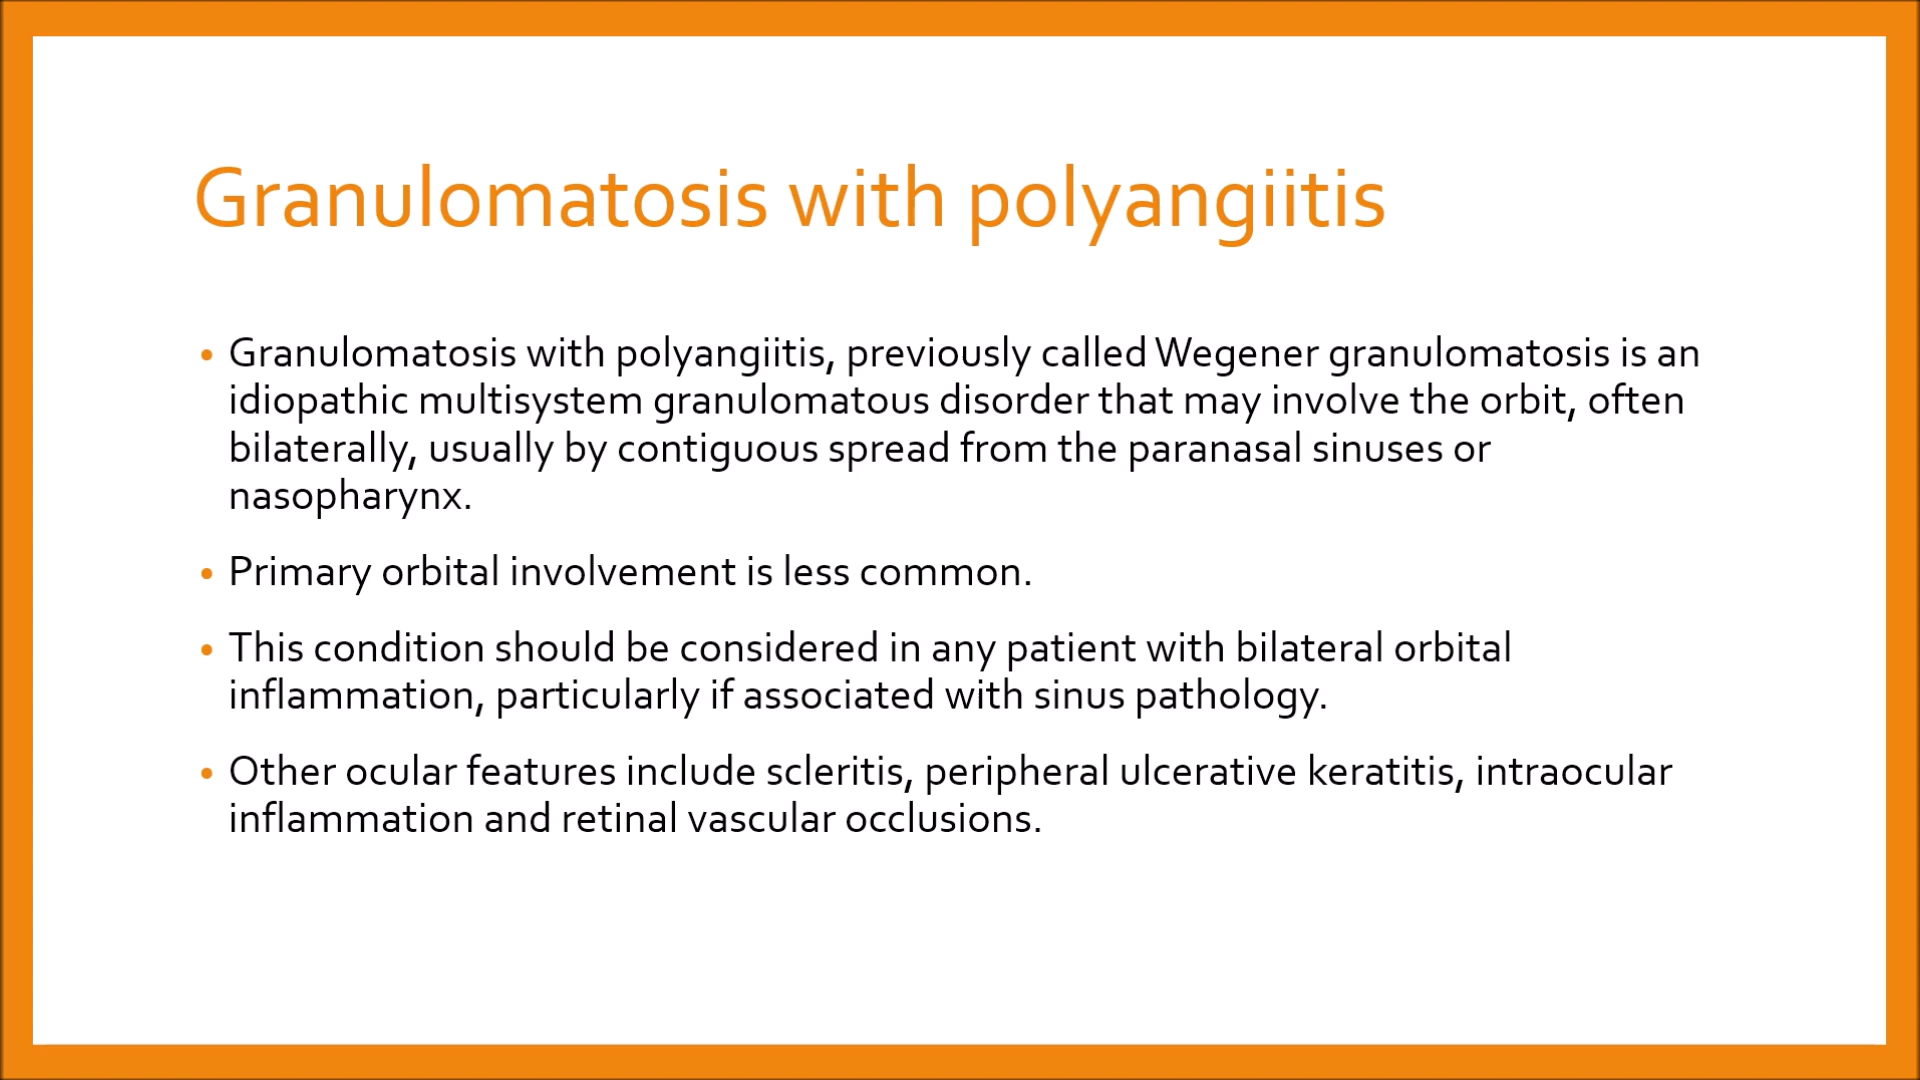 Granulomatosis with polyangiitis
• Granulomatosis with polyangiitis, previously called Wegener granulomatosis is an
idiopathic multisystem granulomatous disorder that may involve the orbit, often
bilaterally, usually by contiguous spread from the paranasal sinuses or
nasopharynx.
• Primary orbital involvement is less common.
• This condition should be considered in any patient with bilateral orbital
inflammation, particularly if associated with sinus pathology.
• Other ocular features include scleritis, peripheral ulcerative keratitis, intraocular
inflammation and retinal vascular occlusions.